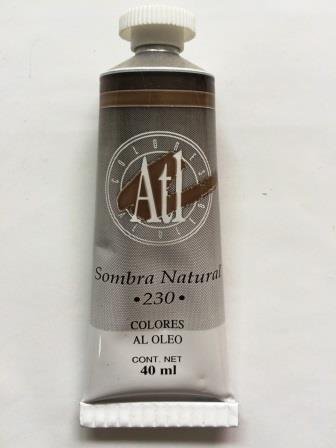 COLORES
Atl
AL OLEO
Sombra Natural
•230•
COLORES
AL OLEO
CONT. NET
40 ml